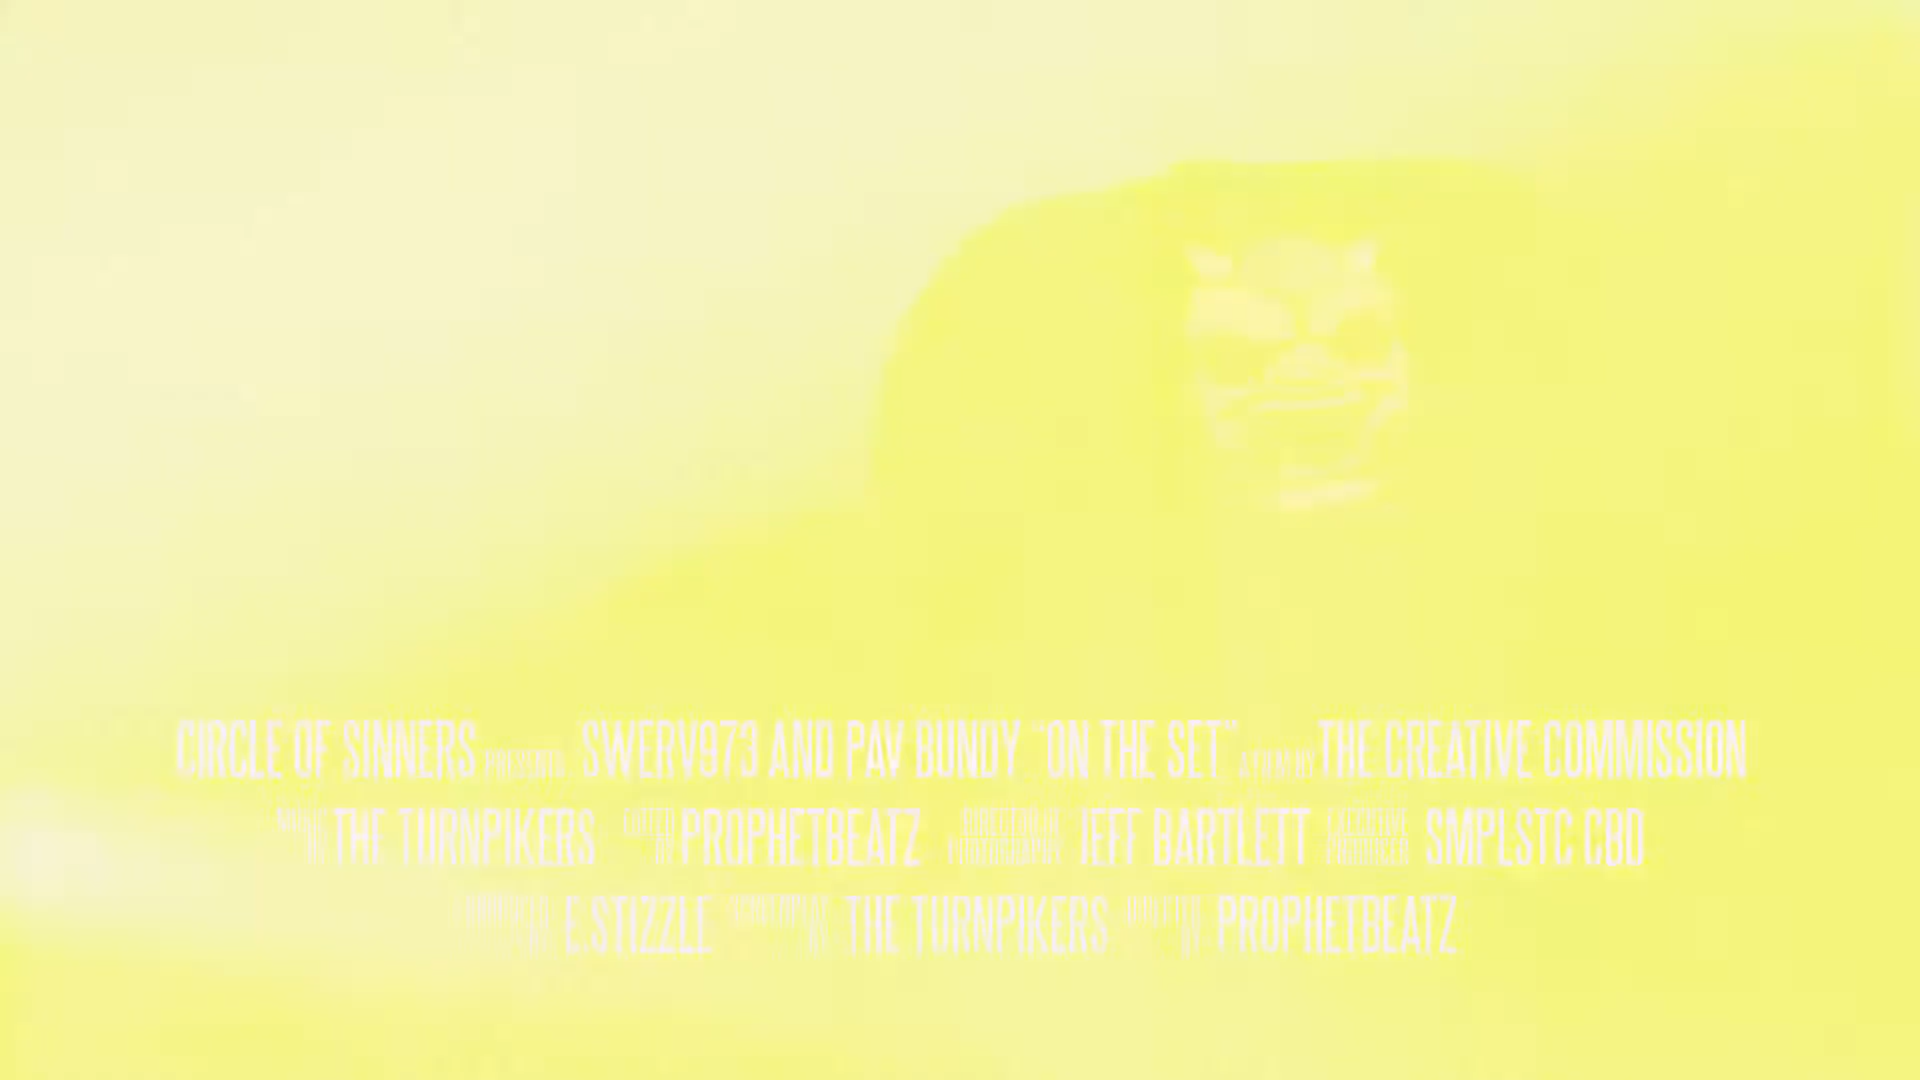 CIRCLE OF SINNERS PRESENTS SWERV973 AND PAV BUNDY "ON THE SET" A FILM BY THE CREATIVE COMMISSION
MUSIC BY THE TURNPIKERS EDITED BY PROPHETBEATZ DIRECTOR OF PHOTOGRAPHY JEFF BARTLETT EXECUTIVE PRODUCER SMPLSTC CBD
E.STIZZLE SCREENPLAY BY THE TURNPIKERS DIRECTED BY PROPHETBEATZ